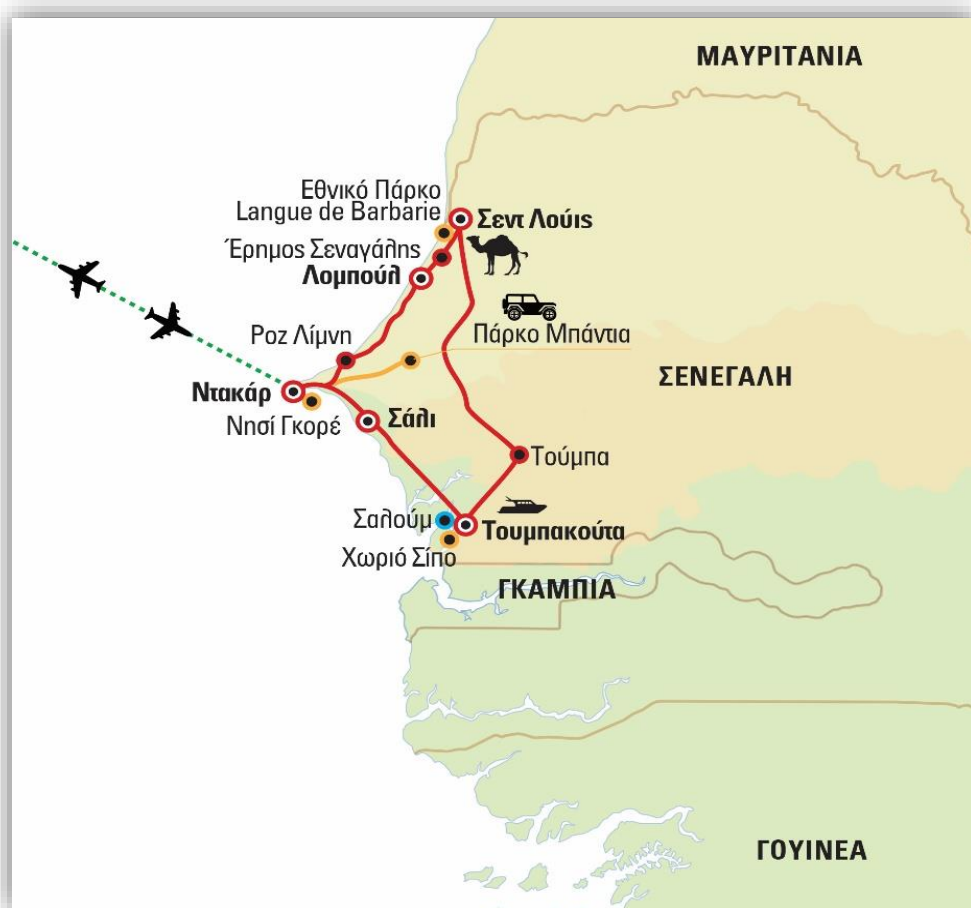 ΜΑΥΡΙΤΑΝΙΑ
Εθνικό Πάρκο
Langue de Barbarie
Σεντ Λούις
Έρημος Σεναγάλης
Λομπούλ
Ροζ Λίμνη
Πάρκο Μπάντια
ΣΕΝΕΓΑΛΗ
Ντακάρ
Νησί Γκορέ
Σάλι
Τούμπα
Σαλούμ
Τουμπακούτα
Χωριό Σίπο
ΓΚΑΜΠΙΑ
ΓΟΥΙΝΕΑ